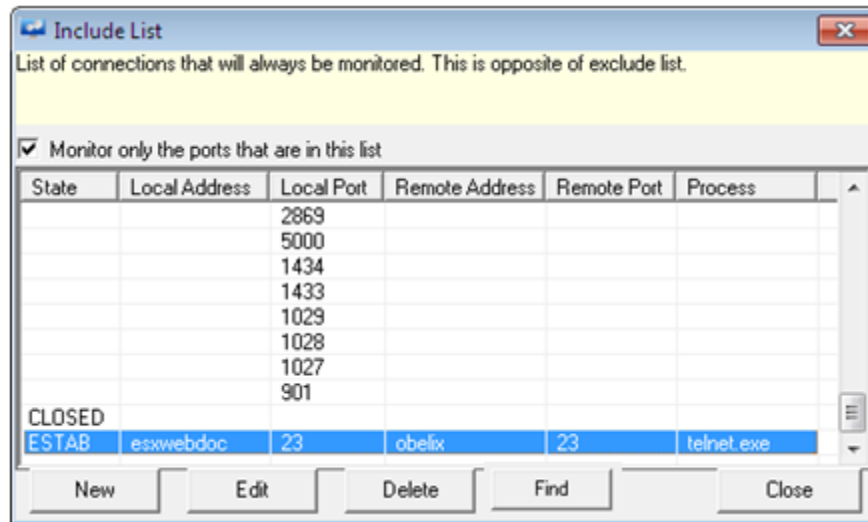 Include List
List of connections that will always be monitored. This is opposite of exclude list.
Monitor only the ports that are in this list
State Local Address Local Port Remote Address Remote Port Process
2869
5000
1434
1433
1029
1028
1027
901
CLOSED
ESTAB esxwebdoc 23 obelix 23 telnet.exe
New Edit Delete Find Close